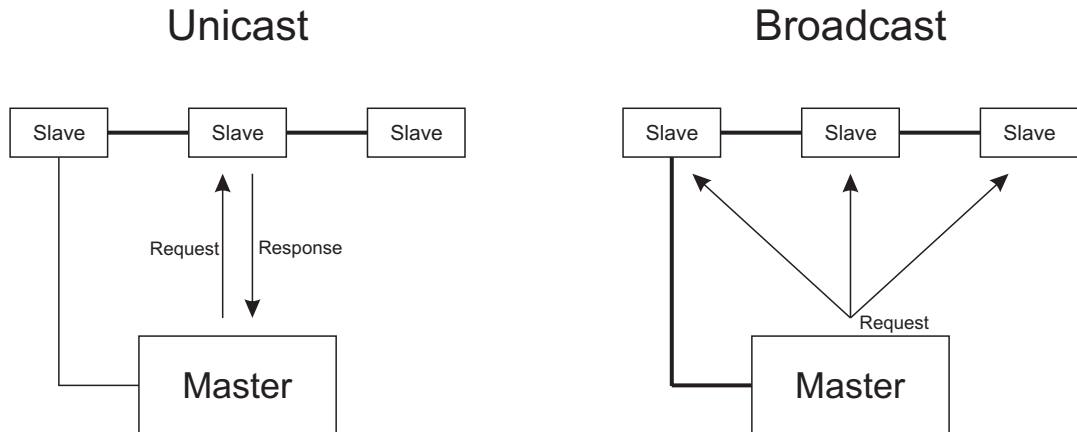 Unicast
Slave
Slave
Slave
Request
Response
Master
Broadcast
Slave
Slave
Slave
Request
Master